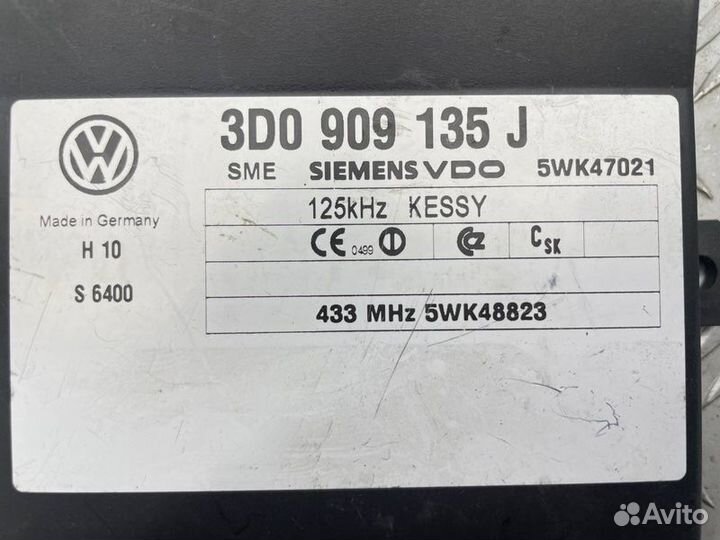 3D0 909 135 J
SME SIEMENS VDO 5WK47021
Made in Germany
H 10
S 6400
125kHz KESSY
CE 0499 CSK
433 MHz 5WK48823
Avito